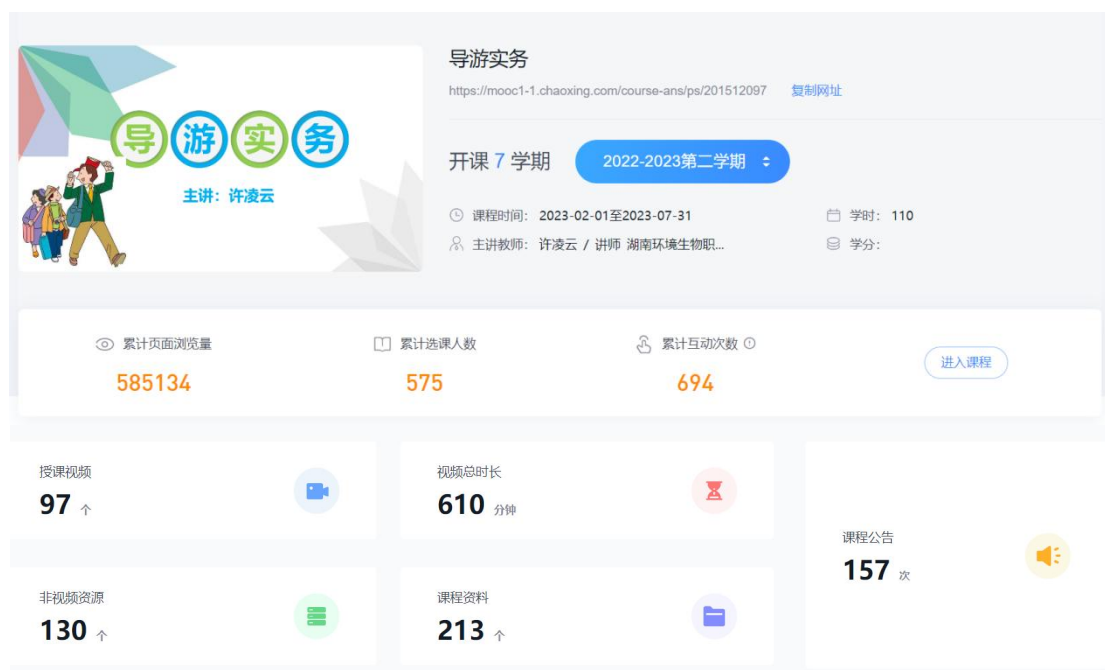 导游实务
主讲：许凌云
导游实务
https://mooc1-1.chaoxing.com/course-ans/ps/201512097 复制网址
开课 7 学期 2022-2023第二学期
课程时间： 2023-02-01至2023-07-31 学时： 110
主讲教师： 许凌云 / 讲师 湖南环境生物职... 学分：
累计页面浏览量 累计选课人数 累计互动次数
585134 575 694
进入课程
授课视频
97 个
视频总时长
610 分钟
课程公告
157 次
非视频资源
130 个
课程资料
213 个